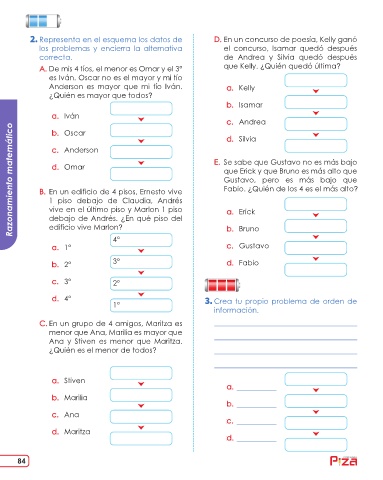 2. Representa en el esquema los datos de
los problemas y encierra la alternativa
correcta.
A. De mis 4 tíos, el menor es Omar y el 3°
es Iván. Oscar no es el mayor y mi tío
Anderson es mayor que mi tío Iván.
¿Quién es mayor que todos?
a. Iván
b. Oscar
c. Anderson
d. Omar
B. En un edificio de 4 pisos, Ernesto vive
1 piso debajo de Claudia, Andrés
vive en el último piso y Marlon 1 piso
debajo de Andrés. ¿En qué piso del
edificio vive Marlon?
a. 1°
b. 2°
c. 3°
d. 4°
4°
3°
2°
1°
C. En un grupo de 4 amigos, Maritza es
menor que Ana, Marilia es mayor que
Ana y Stiven es menor que Maritza.
¿Quién es el menor de todos?
a. Stiven
b. Marilia
c. Ana
d. Maritza
D. En un concurso de poesía, Kelly ganó
el concurso, Isamar quedó después
de Andrea y Silvia quedó después
que Kelly. ¿Quién quedó última?
a. Kelly
b. Isamar
c. Andrea
d. Silvia
E. Se sabe que Gustavo no es más bajo
que Erick y que Bruno es más alto que
Gustavo, pero es más bajo que
Fabio. ¿Quién de los 4 es el más alto?
a. Erick
b. Bruno
c. Gustavo
d. Fabio
3. Crea tu propio problema de orden de
información.
a.
b.
c.
d.
Razonamiento matemático
84
Pizza